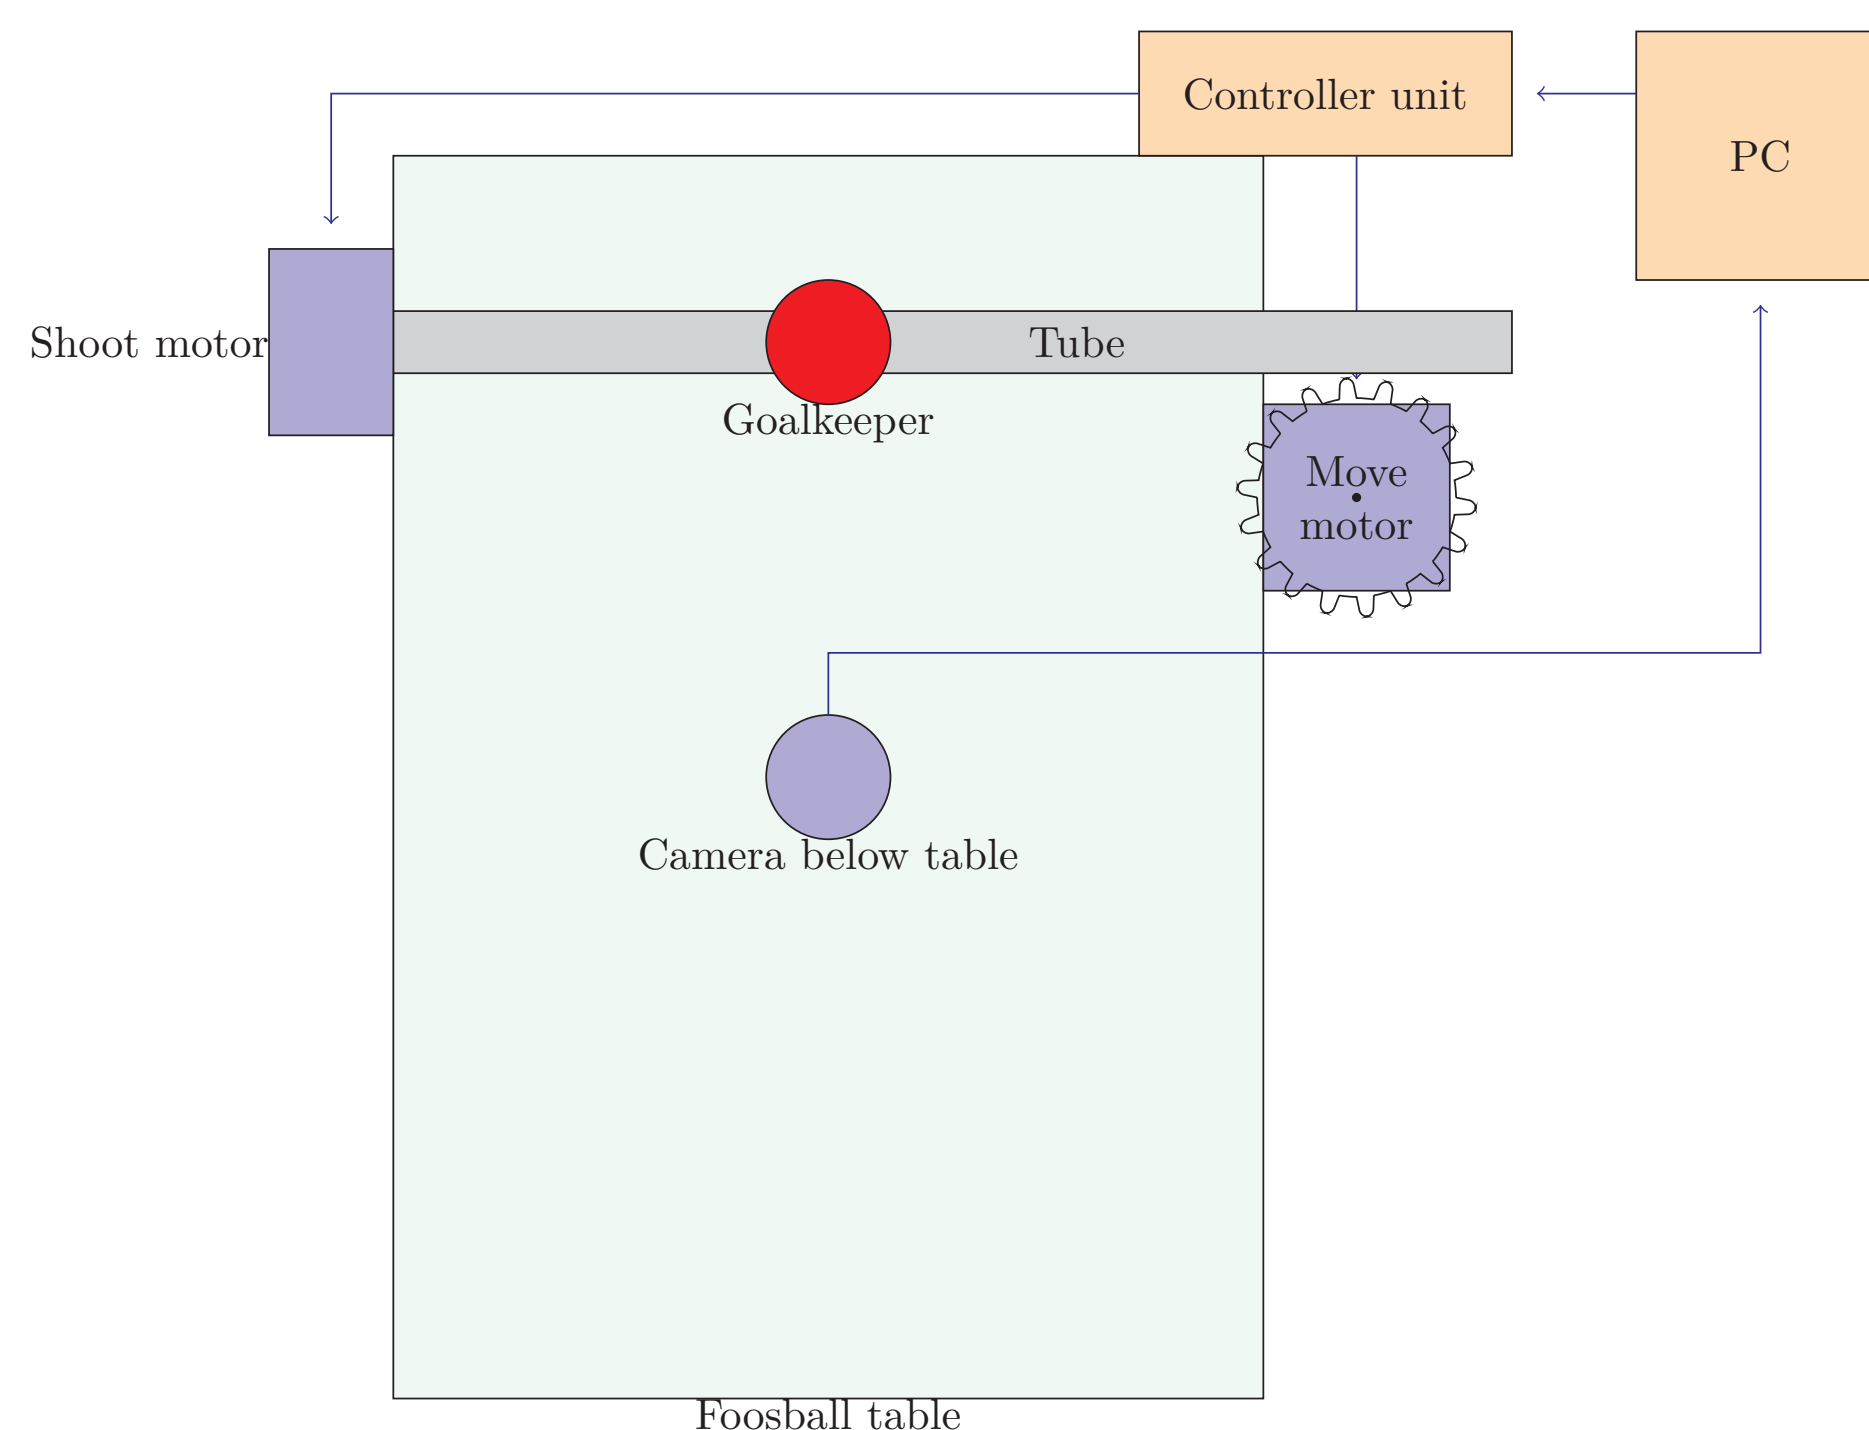 Controller unit
PC
Shoot motor
Tube
Goalkeeper
Move
motor
Camera below table
Foosball table